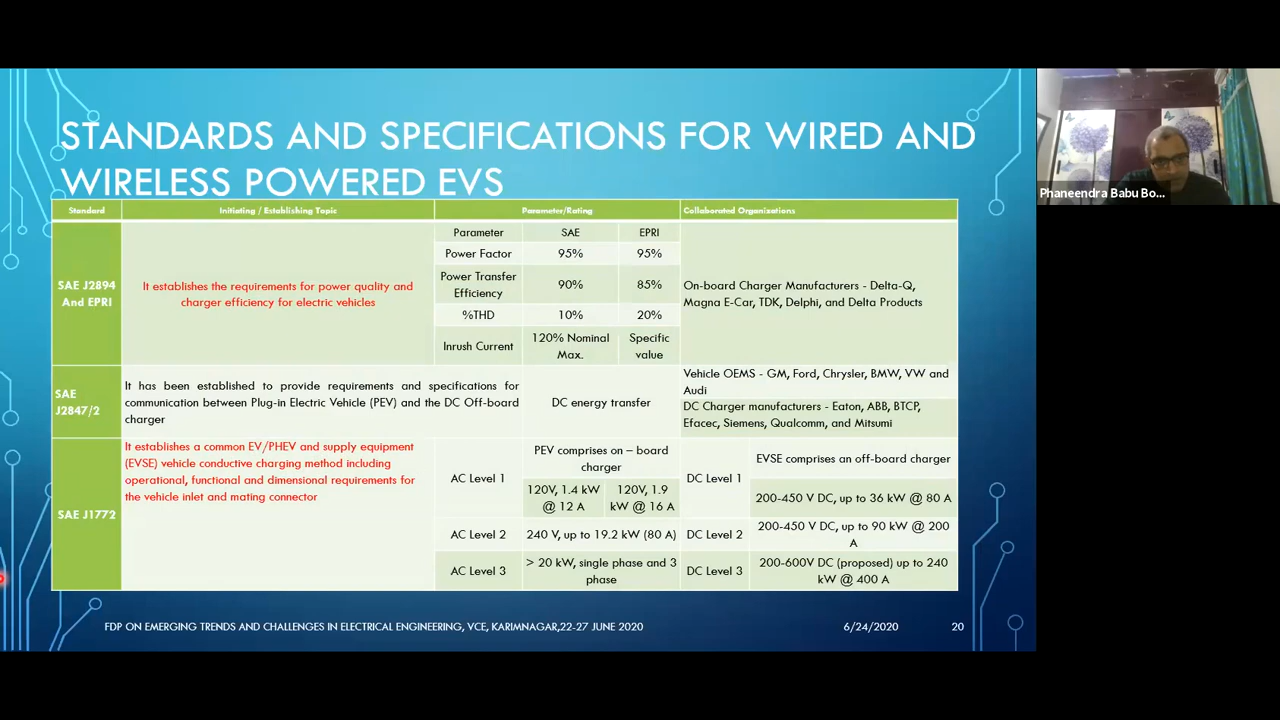 STANDARDS AND SPECIFICATIONS FOR WIRED AND
WIRELESS POWERED EVS
Phaneendra Babu Bo...
Standard
Initiating / Establishing Topic
Parameter/Rating
Collaborated Organizations
SAE J2894
And EPRI
It establishes the requirements for power quality and
charger efficiency for electric vehicles
Parameter
SAE
EPRI
Power Factor
95%
95%
Power Transfer
Efficiency
90%
85%
%THD
10%
20%
Inrush Current
120% Nominal
Max.
Specific
value
On-board Charger Manufacturers - Delta-Q,
Magna E-Car, TDK, Delphi, and Delta Products
SAE
J2847/2
It has been established to provide requirements and specifications for
communication between Plug-in Electric Vehicle (PEV) and the DC Off-board
charger
DC energy transfer
Vehicle OEMS - GM, Ford, Chrysler, BMW, VW and
Audi
DC Charger manufacturers - Eaton, ABB, BTCP,
Efacec, Siemens, Qualcomm, and Mitsumi
SAE J1772
It establishes a common EV/PHEV and supply equipment
(EVSE) vehicle conductive charging method including
operational, functional and dimensional requirements for
the vehicle inlet and mating connector
AC Level 1
PEV comprises on – board
charger
120V, 1.4 kW
@ 12 A
120V, 1.9
kW @ 16 A
DC Level 1
EVSE comprises an off-board charger
200-450 V DC, up to 36 kW @ 80 A
AC Level 2
240 V, up to 19.2 kW (80 A)
DC Level 2
200-450 V DC, up to 90 kW @ 200
A
AC Level 3
> 20 kW, single phase and 3
phase
DC Level 3
200-600V DC (proposed) up to 240
kW @ 400 A
FDP ON EMERGING TRENDS AND CHALLENGES IN ELECTRICAL ENGINEERING, VCE, KARIMNAGAR,22-27 JUNE 2020
6/24/2020
20